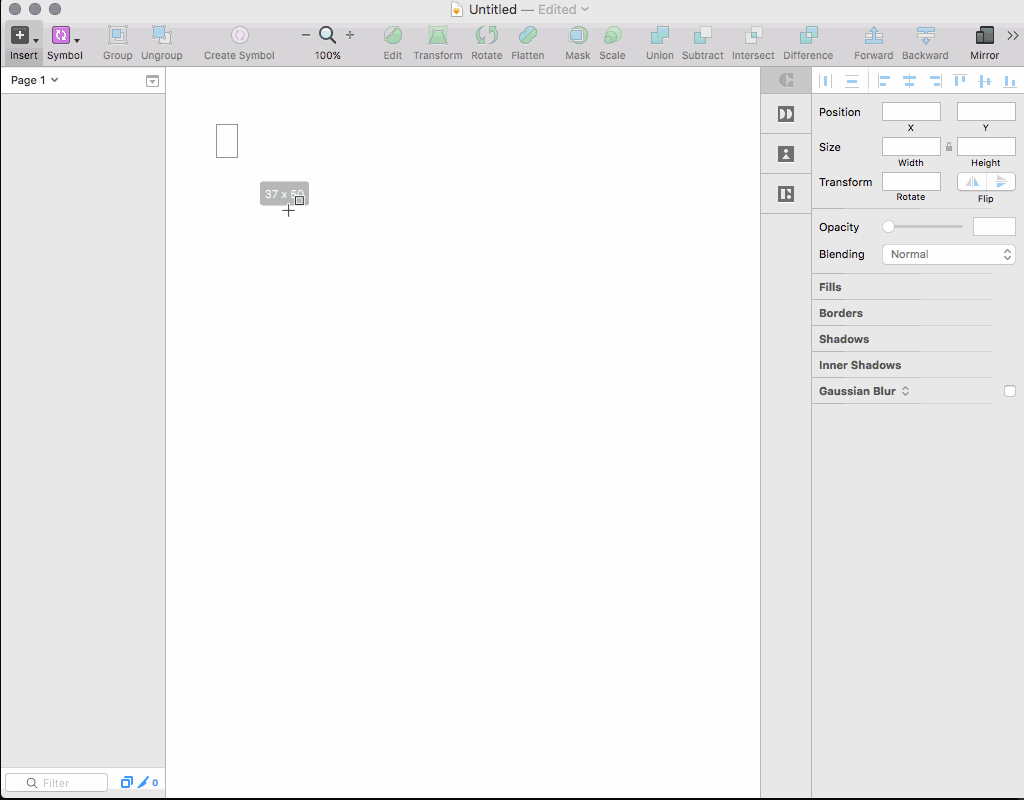 Untitled — Edited
Insert Symbol Group Ungroup Create Symbol 100% Edit Transform Rotate Flatten Mask Scale Union Subtract Intersect Difference Forward Backward Mirror
Page 1
Position
X Y
Size
Width Height
Transform
Rotate Flip
37 x 50
Opacity
Blending Normal
Fills
Borders
Shadows
Inner Shadows
Gaussian Blur
Filter 0